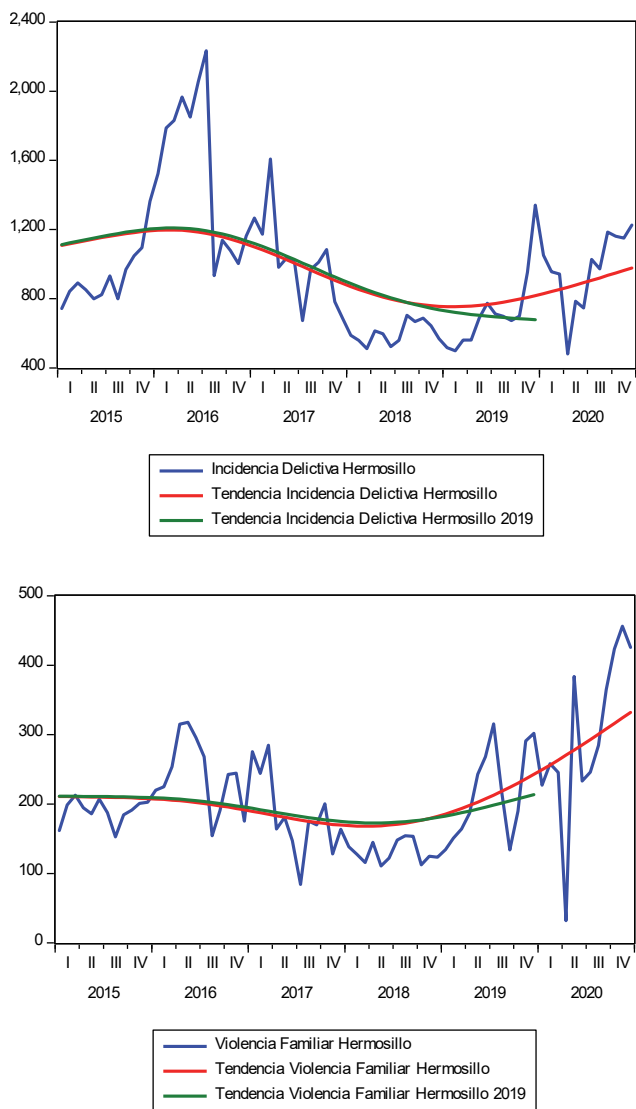 2,400
2,000
1,600
1,200
800
400
I II III IV I II III IV I II III IV I II III IV I II III IV I II III IV
2015 2016 2017 2018 2019 2020
Incidencia Delictiva Hermosillo
Tendencia Incidencia Delictiva Hermosillo
Tendencia Incidencia Delictiva Hermosillo 2019
500
400
300
200
100
0
I II III IV I II III IV I II III IV I II III IV I II III IV I II III IV
2015 2016 2017 2018 2019 2020
Violencia Familiar Hermosillo
Tendencia Violencia Familiar Hermosillo
Tendencia Violencia Familiar Hermosillo 2019